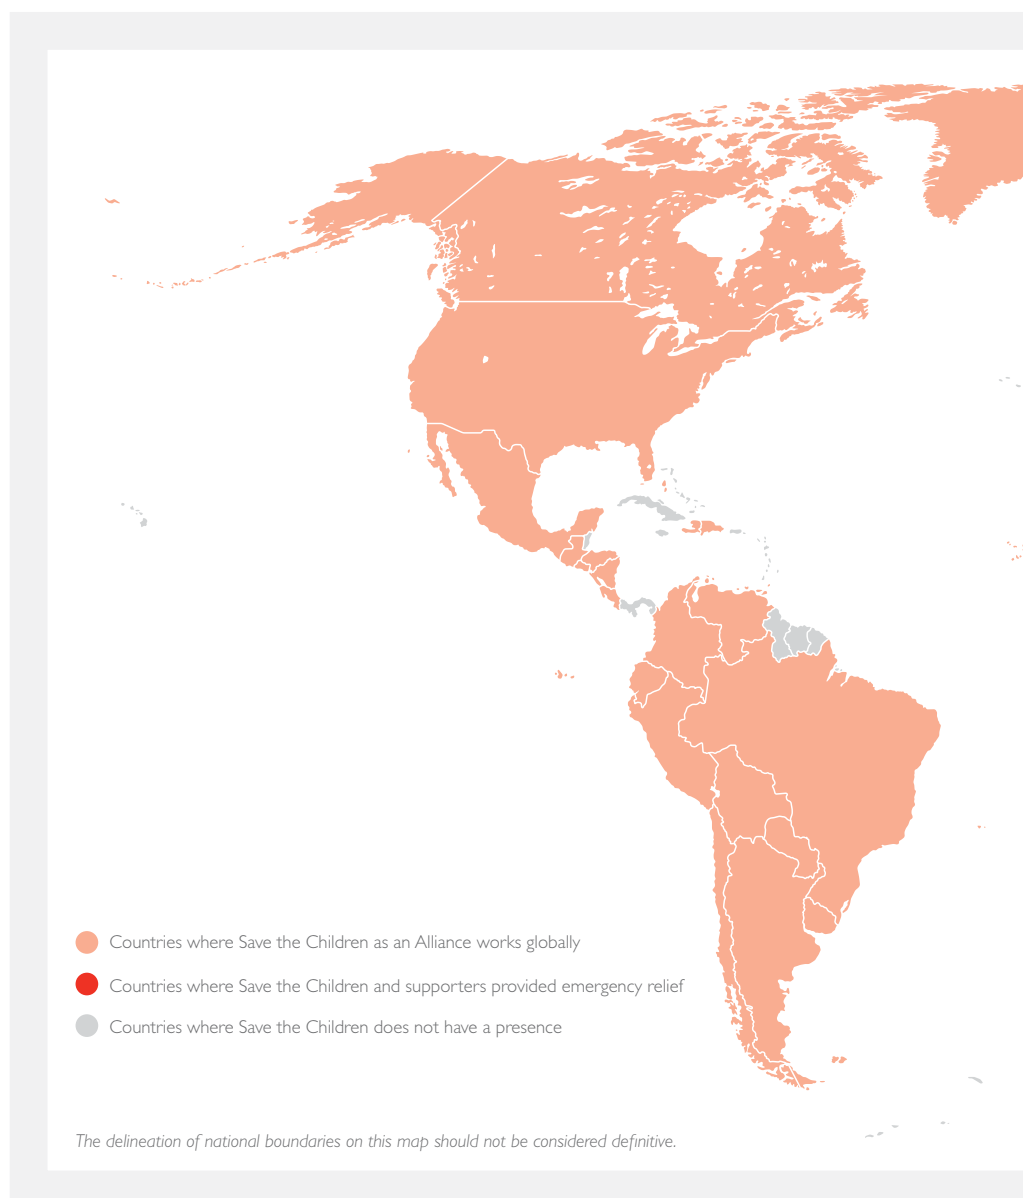 Countries where Save the Children as an Alliance works globally
Countries where Save the Children and supporters provided emergency relief
Countries where Save the Children does not have a presence
The delineation of national boundaries on this map should not be considered definitive.